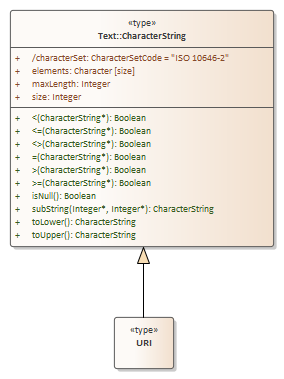 «type»
Text::CharacterString
+ /characterSet: CharacterSetCode = "ISO 10646-2"
+ elements: Character [size]
+ maxLength: Integer
+ size: Integer
+ <(CharacterString*): Boolean
+ <=(CharacterString*): Boolean
+ <>(CharacterString*): Boolean
+ =(CharacterString*): Boolean
+ >(CharacterString*): Boolean
+ >=(CharacterString*): Boolean
+ isNull(): Boolean
+ subString(Integer*, Integer*): CharacterString
+ toLower(): CharacterString
+ toUpper(): CharacterString
«type»
URI